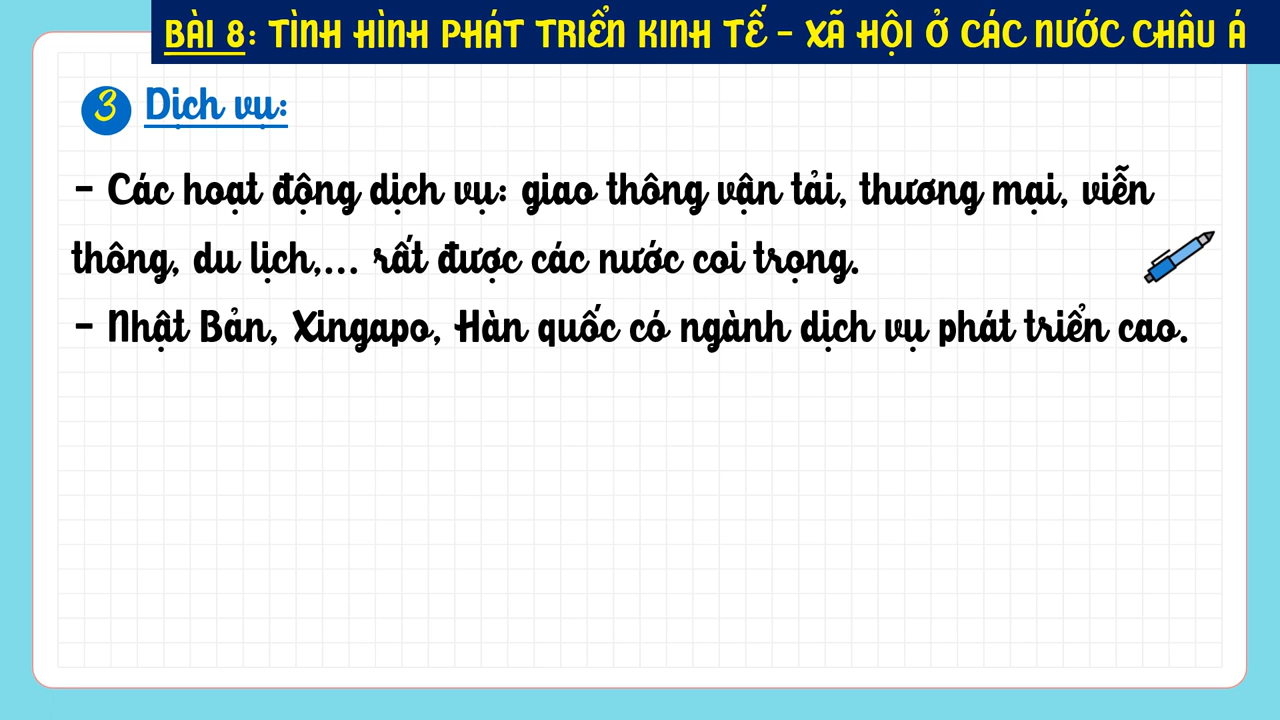 BÀI 8: TÌNH HÌNH PHÁT TRIỂN KINH TẾ - XÃ HỘI Ở CÁC NƯỚC CHÂU Á
3 Dịch vụ:
- Các hoạt động dịch vụ: giao thông vận tải, thương mại, viễn
thông, du lịch,... rất được các nước coi trọng.
- Nhật Bản, Xingapo, Hàn quốc có ngành dịch vụ phát triển cao.